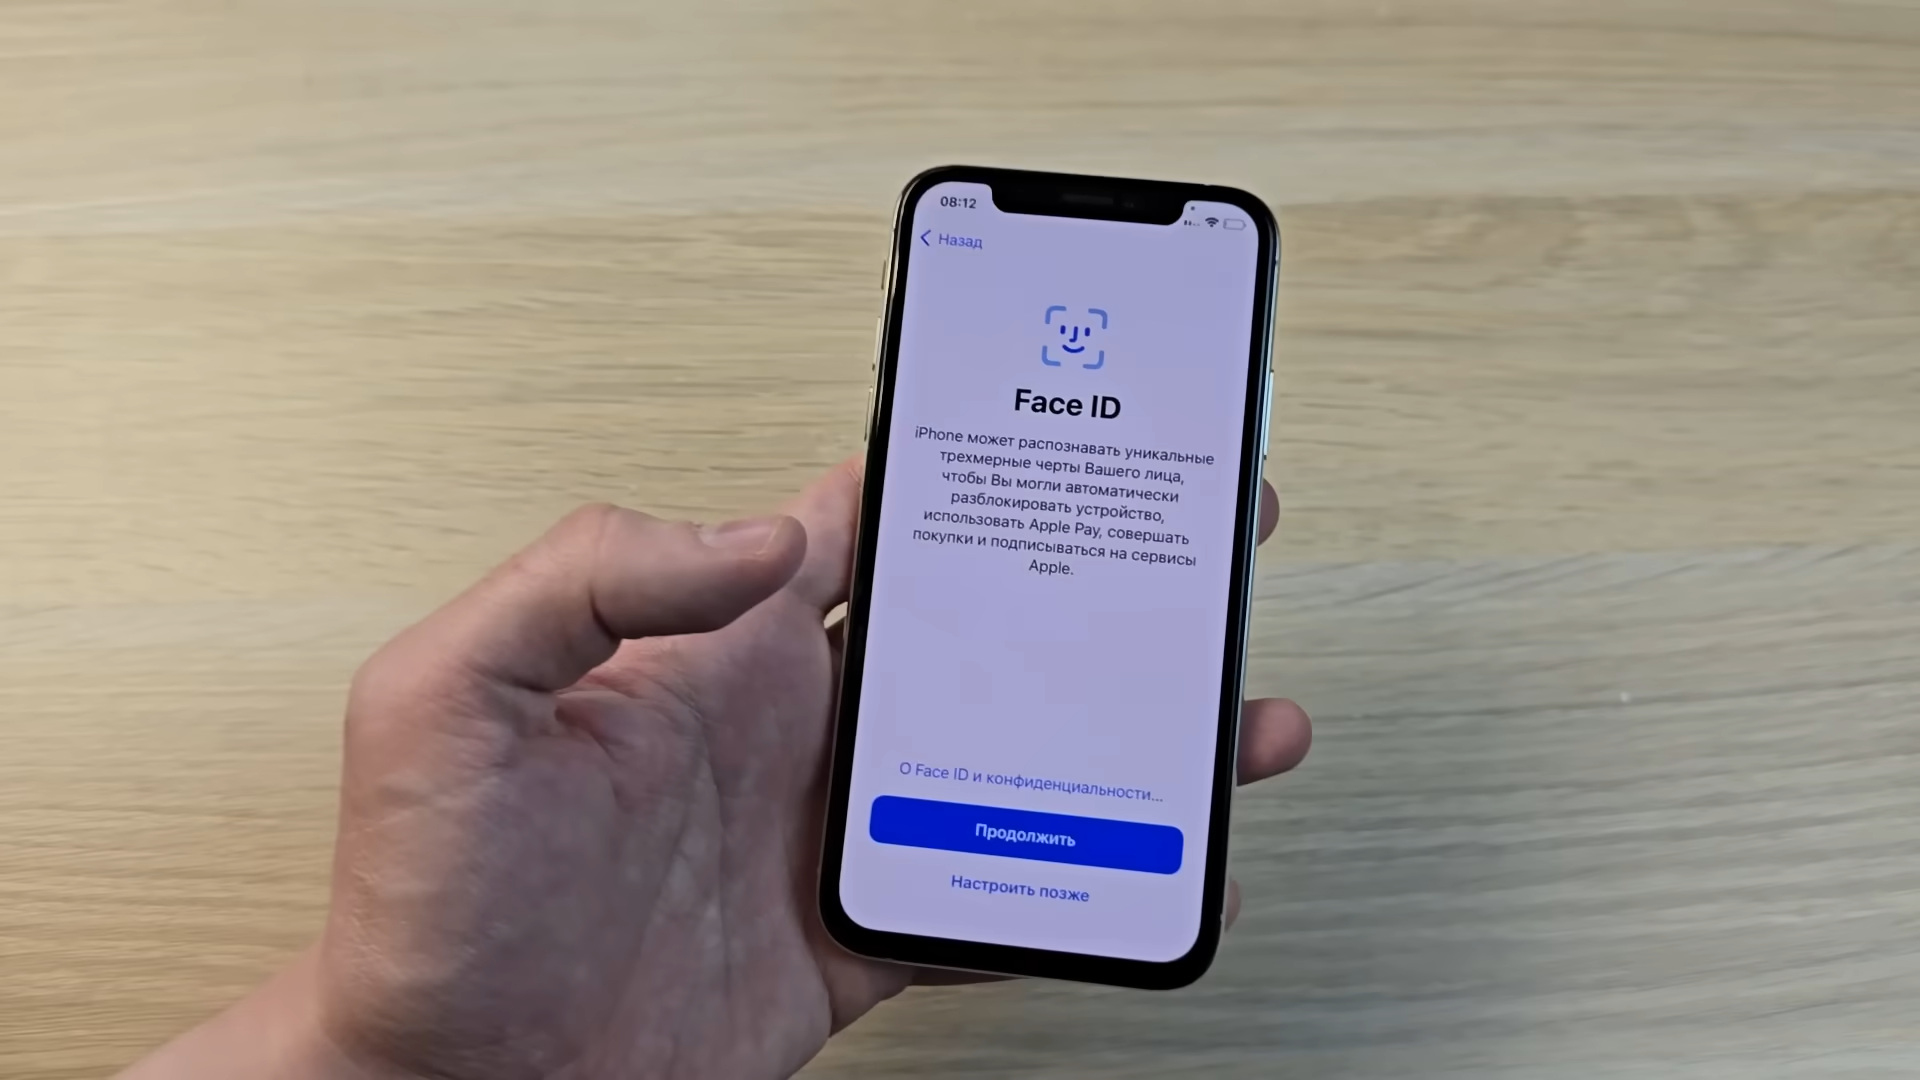 08:12
Назад
Face ID
iPhone может распознавать уникальные
трехмерные черты Вашего лица,
чтобы Вы могли автоматически
разблокировать устройство,
использовать Apple Pay, совершать
покупки и подписываться на сервисы
Apple.
О Face ID и конфиденциальности...
Продолжить
Настроить позже